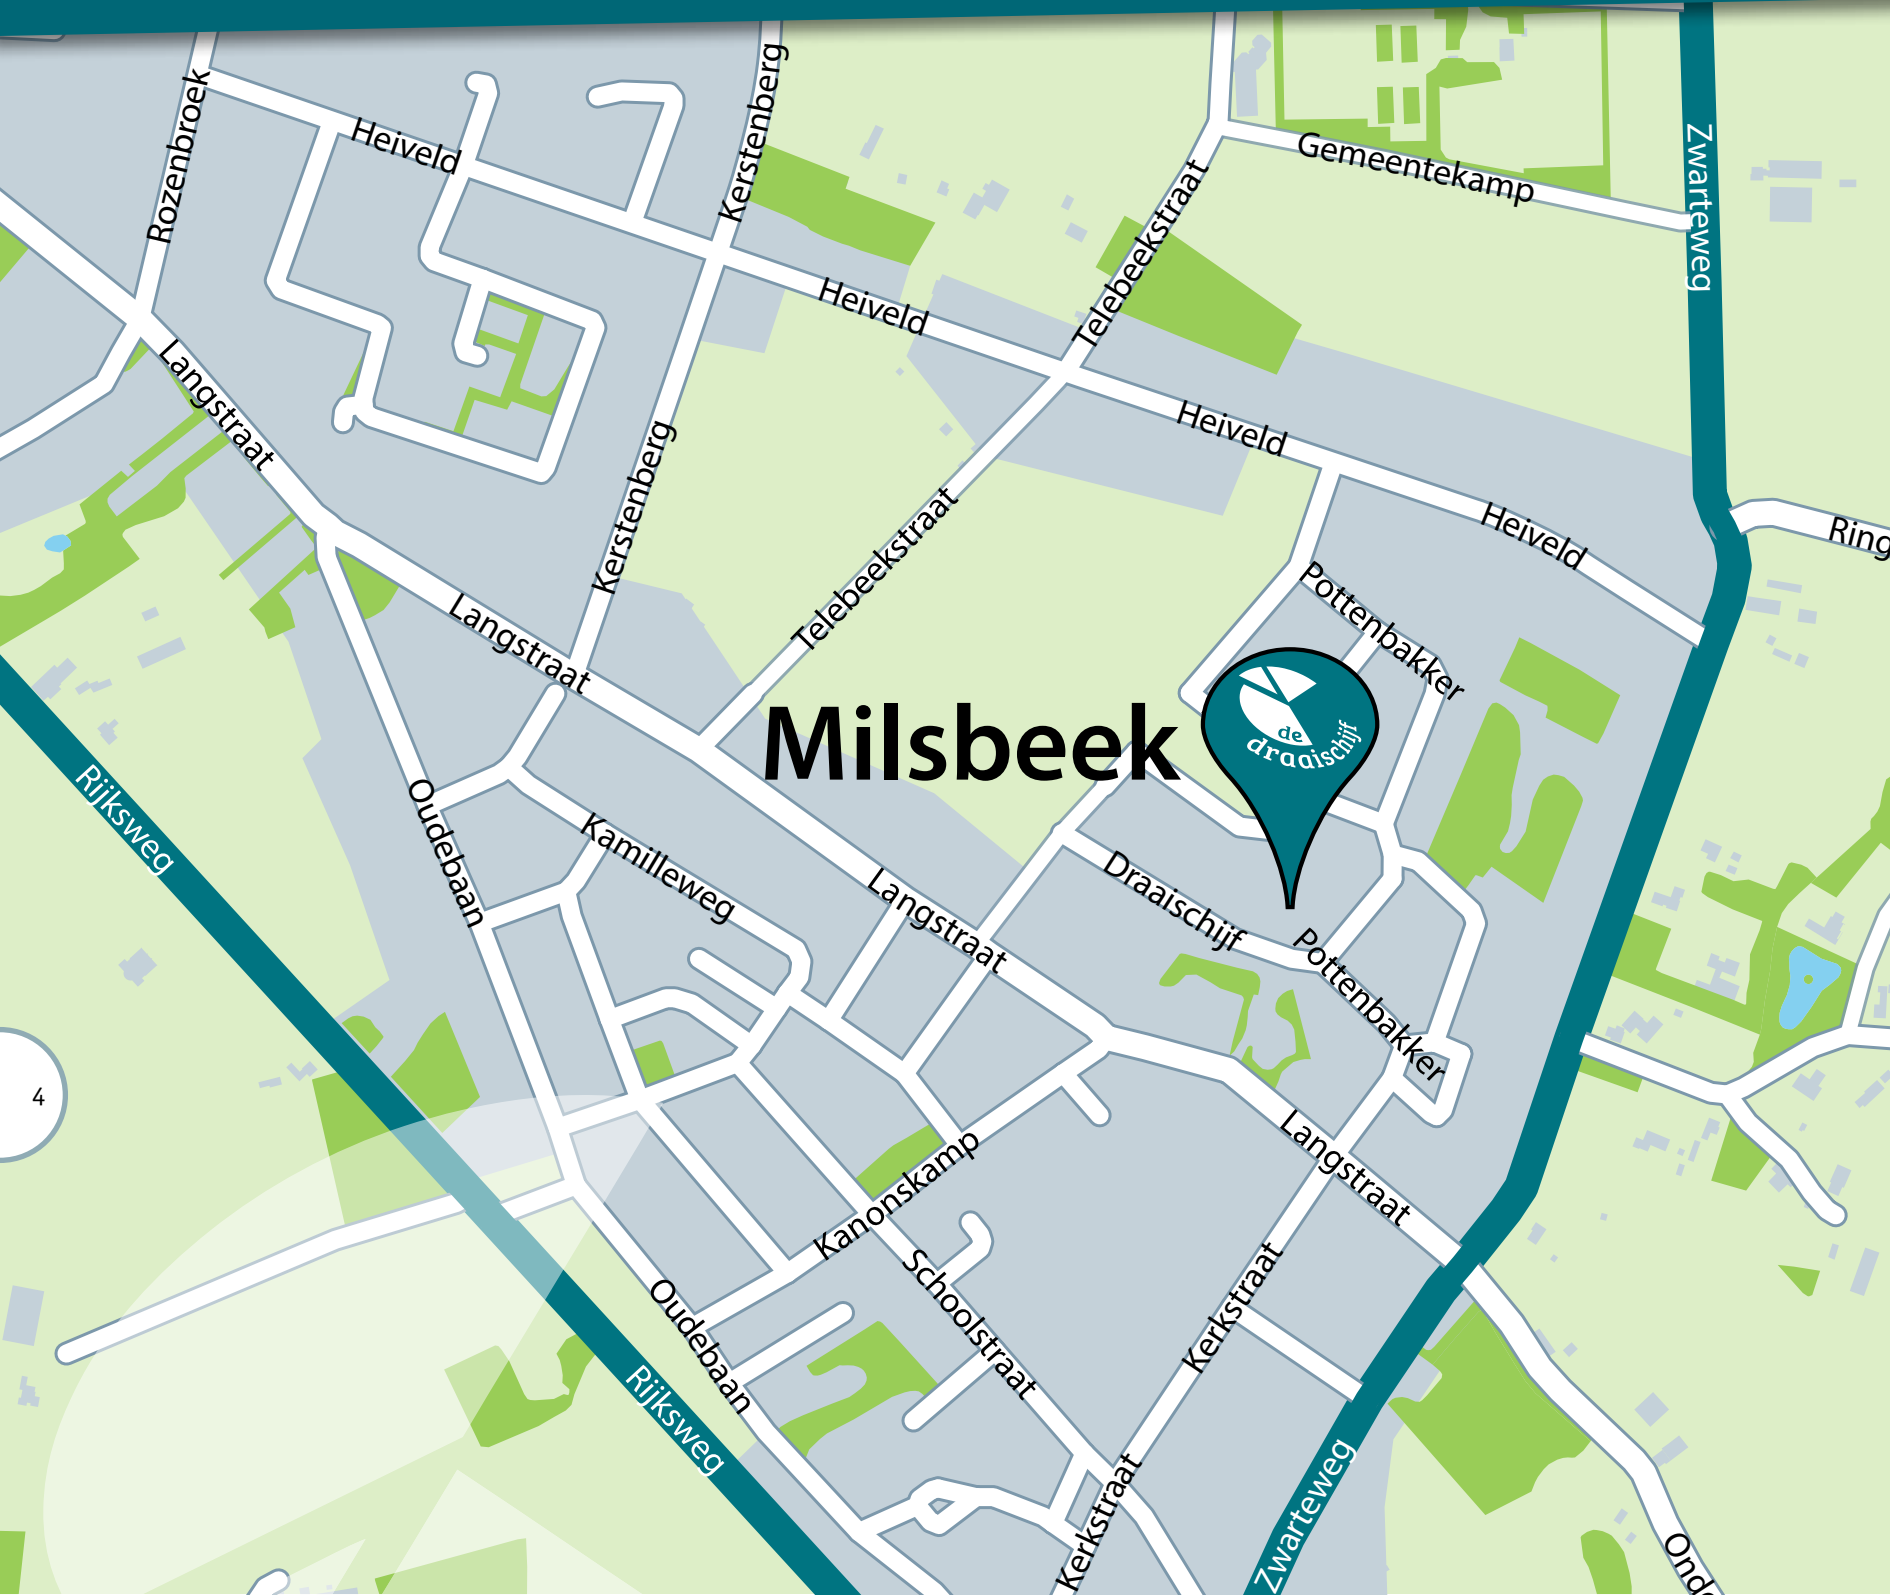 Rozenbroek
Heiveld
Kerstenberg
Telebeekstraat
Gemeentekamp
Zwarteweg
Heiveld
Langstraat
Heiveld
Kerstenberg
Telebeekstraat
Heiveld
Ring
Langstraat
Pottenbakker
Milsbeek
de
draaischijf
Rijksweg
Oudebaan
Kamilleweg
Langstraat
Draaischijf
Pottenbakker
4
Langstraat
Kanonskamp
Schoolstraat
Kerkstraat
Oudebaan
Rijksweg
Kerkstraat
Zwarteweg
Ond